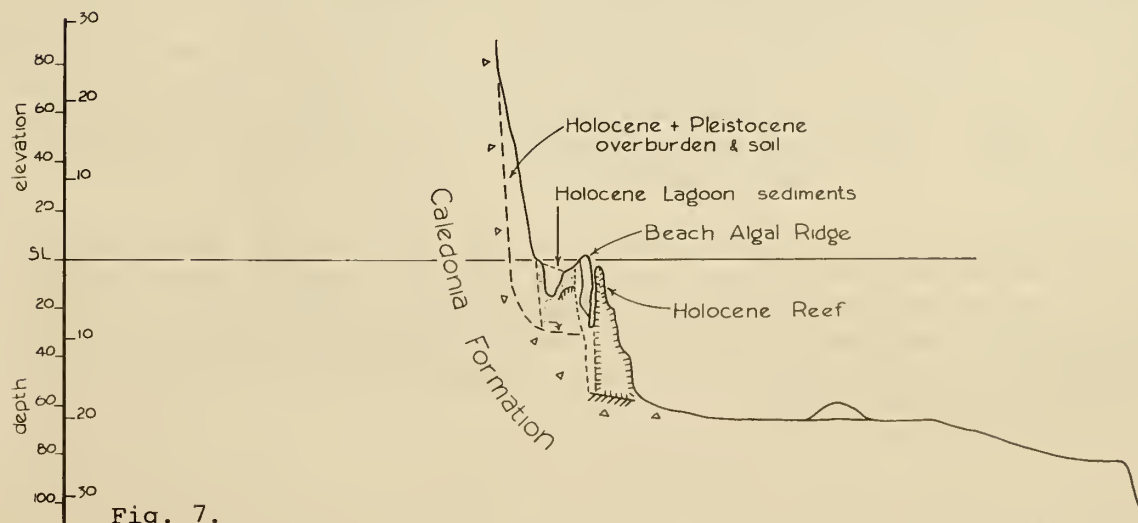 30
80
20
60
elevation
40
10
20
SL
20
10
40
depth
60
20
80
100
30
Holocene + Pleistocene
overburden & soil
Holocene Lagoon sediments
Beach Algal Ridge
Holocene Reef
Caledonia Formation
Fig. 7.